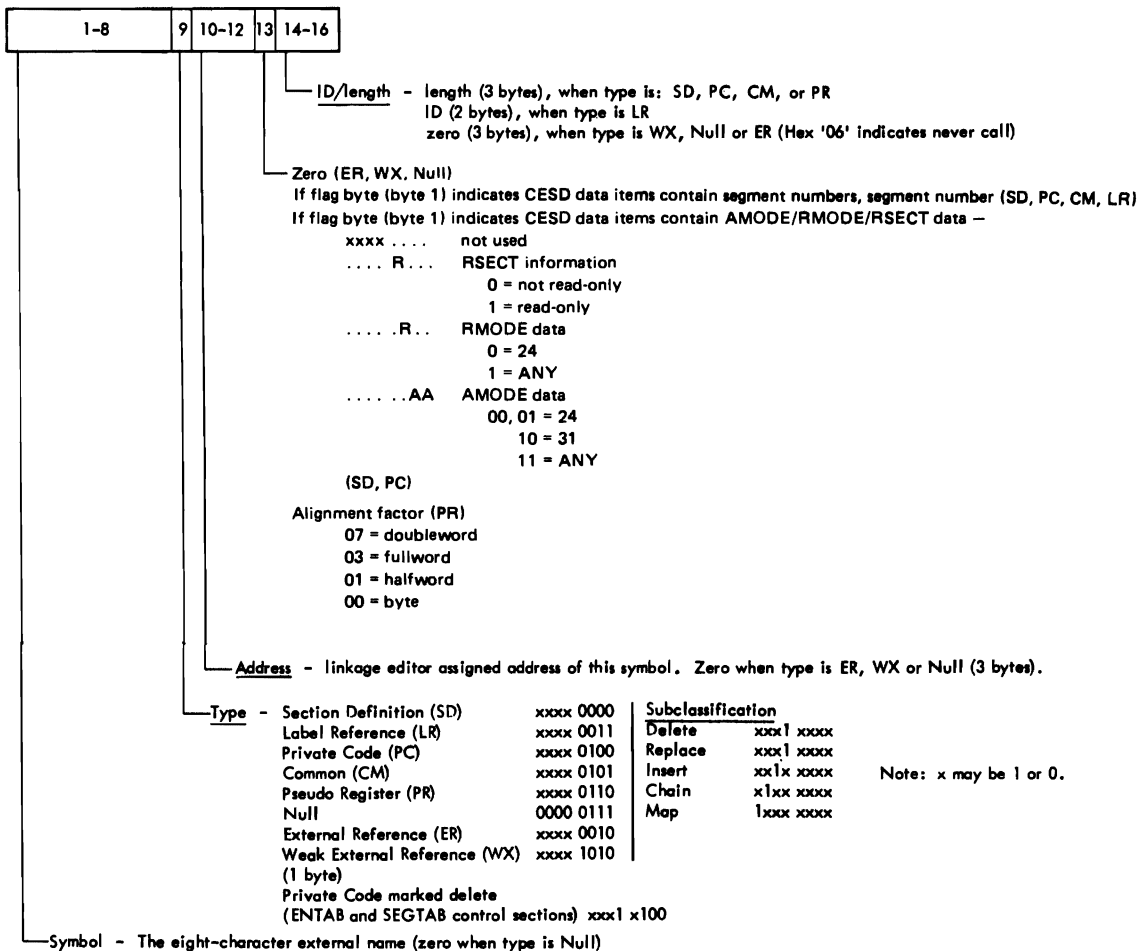 1-8 9 10-12 13 14-16
ID/length - length (3 bytes), when type is: SD, PC, CM, or PR
ID (2 bytes), when type is LR
zero (3 bytes), when type is WX, Null or ER (Hex '06' indicates never call)
Zero (ER, WX, Null)
If flag byte (byte 1) indicates CESD data items contain segment numbers, segment number (SD, PC, CM, LR)
If flag byte (byte 1) indicates CESD data items contain AMODE/RMODE/RSECT data —
xxxx .... not used
.... R... RSECT information
0 = not read-only
1 = read-only
.....R.. RMODE data
0 = 24
1 = ANY
......AA AMODE data
00, 01 = 24
10 = 31
11 = ANY
(SD, PC)
Alignment factor (PR)
07 = doubleword
03 = fullword
01 = halfword
00 = byte
Address - linkage editor assigned address of this symbol. Zero when type is ER, WX or Null (3 bytes).
Type - Section Definition (SD) xxxx 0000 Subclassification
Label Reference (LR) xxxx 0011 Delete xxx1 xxxx
Private Code (PC) xxxx 0100 Replace xxx1 xxxx
Common (CM) xxxx 0101 Insert xx1x xxxx Note: x may be 1 or 0.
Pseudo Register (PR) xxxx 0110 Chain x1xx xxxx
Null 0000 0111 Map 1xxx xxxx
External Reference (ER) xxxx 0010
Weak External Reference (WX) xxxx 1010
(1 byte)
Private Code marked delete
(ENTAB and SEGTAB control sections) xxx1 x100
Symbol - The eight-character external name (zero when type is Null)